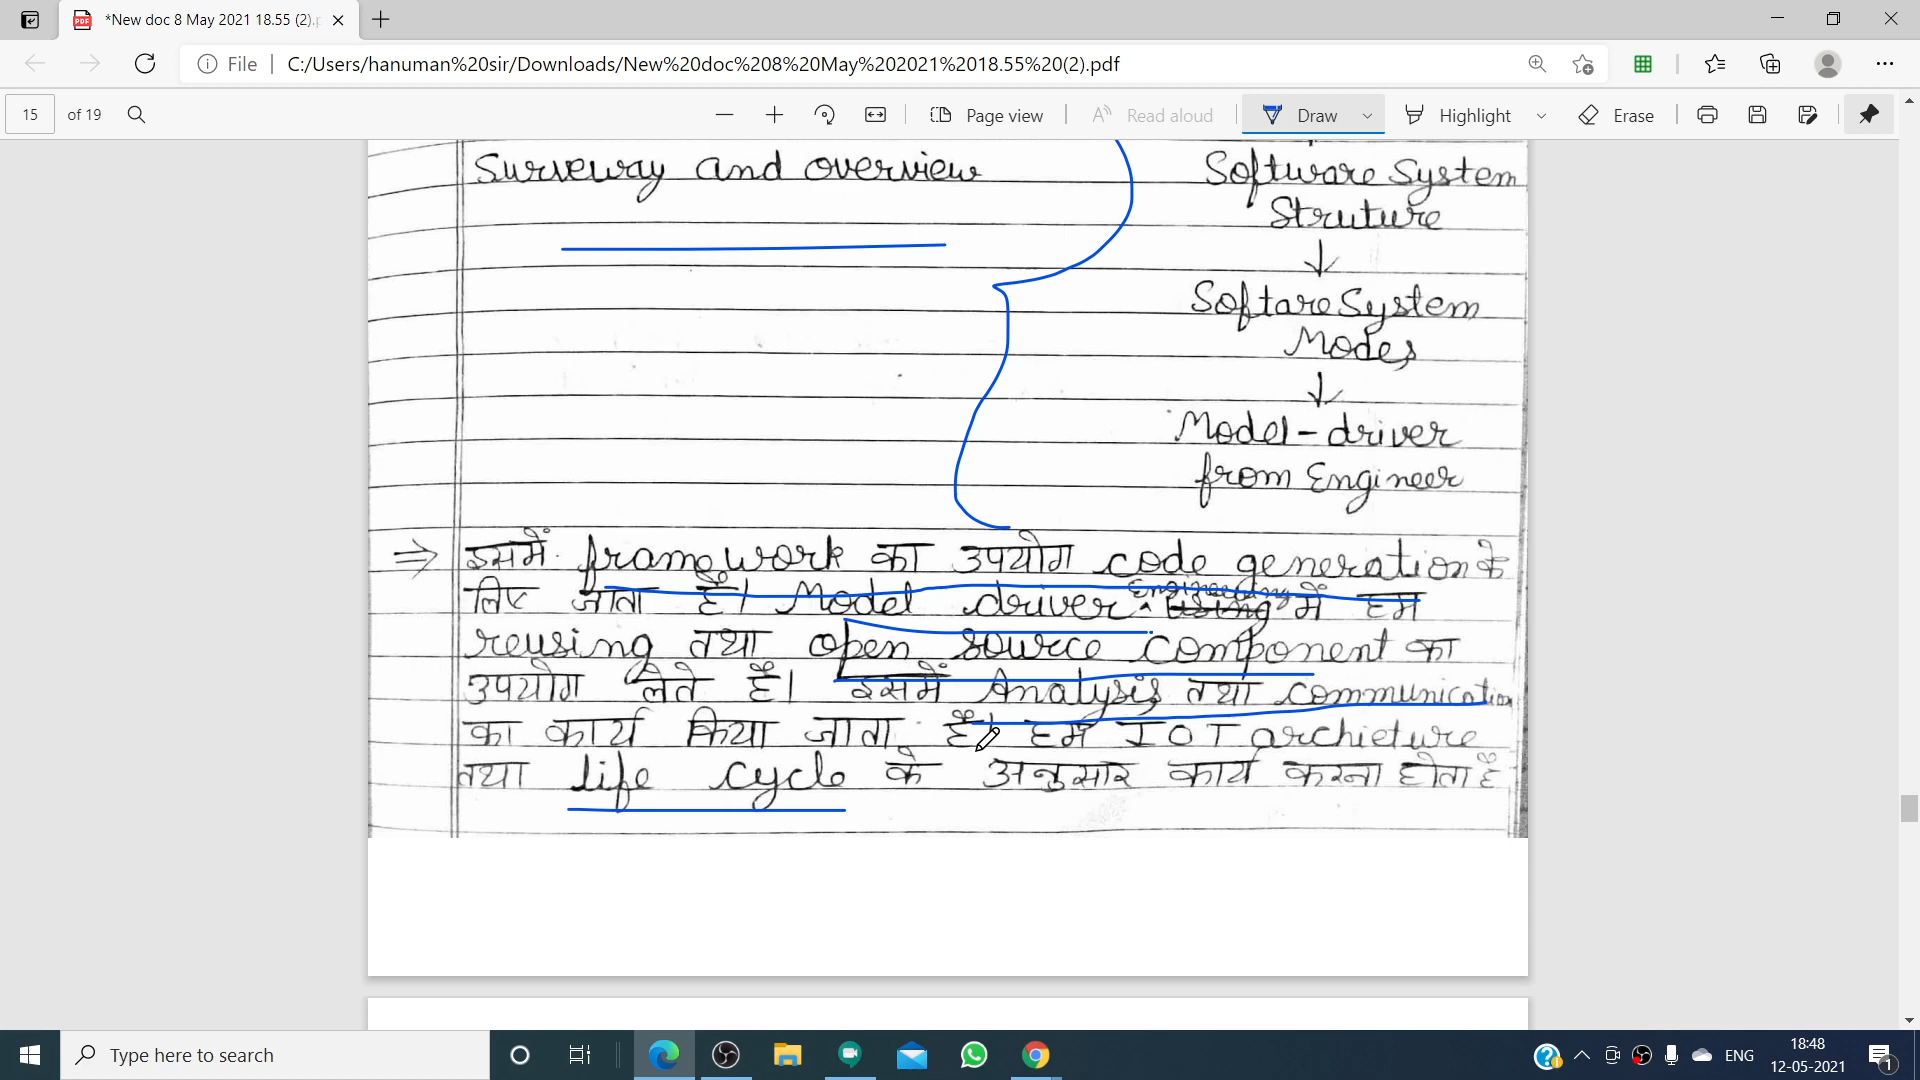 *New doc 8 May 2021 18.55 (2).p
File
C:/Users/hanuman%20sir/Downloads/New%20doc%208%20May%202021%2018.55%20(2).pdf
15 of 19
Page view
Read aloud
Draw
Highlight
Erase
Surveway and overview
Software System
Struture
↓
Softare System
Modes
↓
Model-driver
from Engineer
⇒ इसमें framework का उपयोग code generation के
लिए जाता है। Model driver Engineering में हम
reusing तथा open source component का
उपयोग लेते हैं। इसमें Analysis तथा communication
का कार्य किया जाता है। हमें IOT archieture
तथा life cycle के अनुसार कार्य करना होता है
Type here to search
ENG
18:48
12-05-2021
1